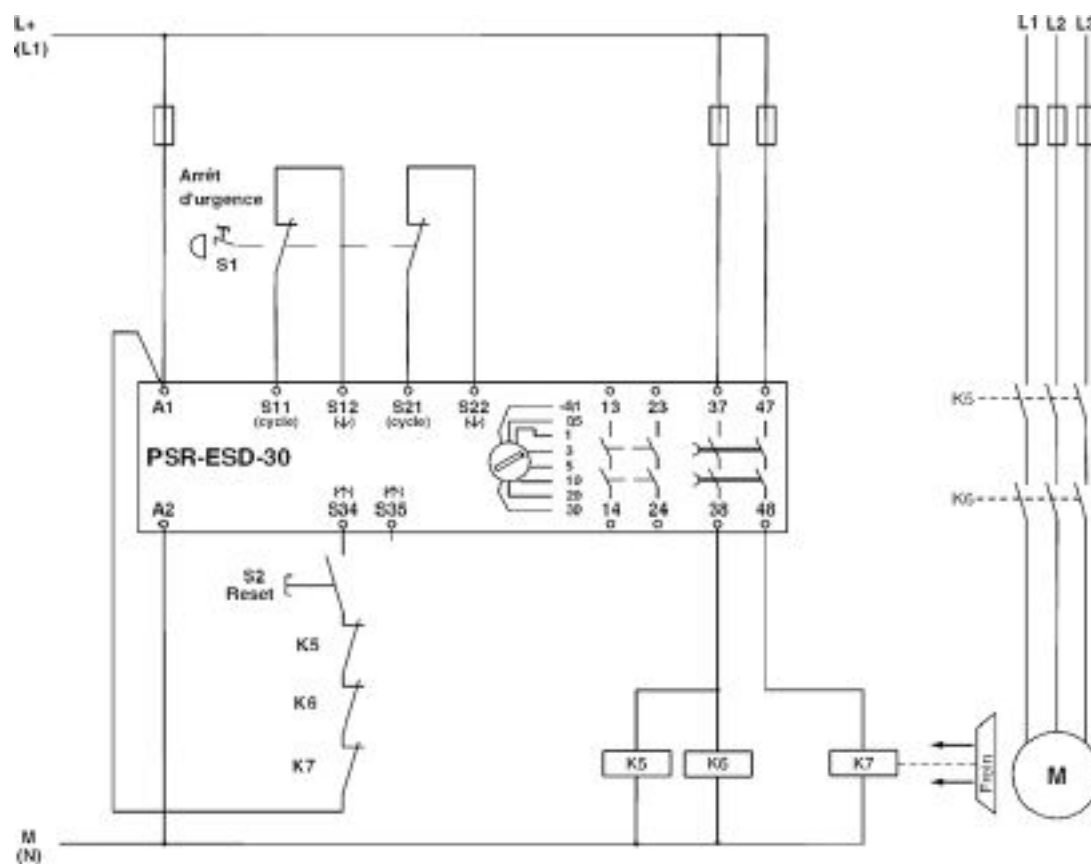 L+
(L1)
L1 L2 L3
Arrêt
d'urgence
S1
A1 S11 S12 S21 S22 13 23 37 47
(cycle) (cycle)
1
3
5
10
20
30
PSR-ESD-30
A2 S34 S35 14 24 38 48
K5
K6
S2
Reset
K5
K6
K7
K5 K6 K7
Frein
M
M
(N)